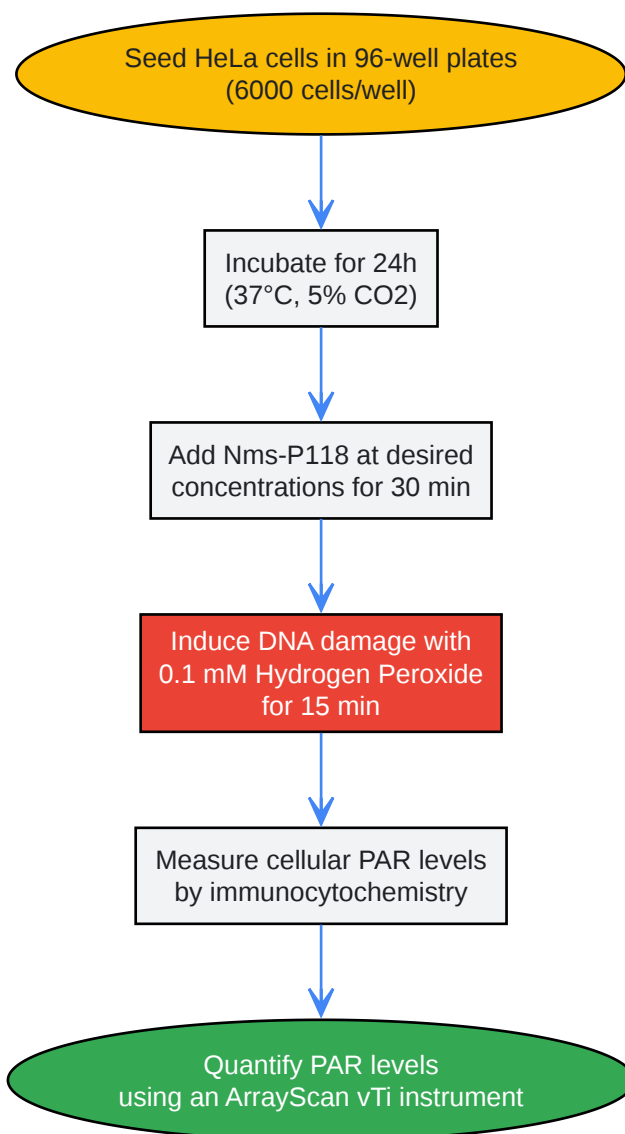 Seed HeLa cells in 96-well plates
(6000 cells/well)
Incubate for 24h
(37°C, 5% CO2)
Add Nms-P118 at desired
concentrations for 30 min
Induce DNA damage with
0.1 mM Hydrogen Peroxide
for 15 min
Measure cellular PAR levels
by immunocytochemistry
Quantify PAR levels
using an ArrayScan vTi instrument